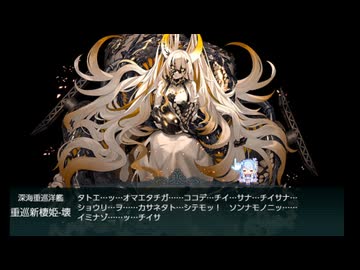 深海重巡洋艦
重巡新棲姫-壊
タトエ…ッ…オマエタチガ……ココデ…チイ…サナ…チイサナ…
ショウリ…ヲ……カサネタト…シテモッ！ ソンナモノニッ……
イミナゾ……ッ…チイサ